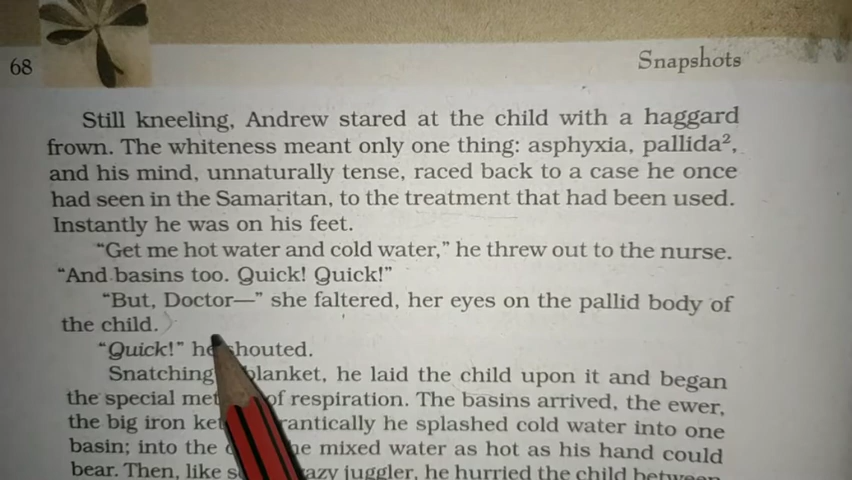 68
Snapshots
Still kneeling, Andrew stared at the child with a haggard
frown. The whiteness meant only one thing: asphyxia, pallida²,
and his mind, unnaturally tense, raced back to a case he once
had seen in the Samaritan, to the treatment that had been used.
Instantly he was on his feet.
“Get me hot water and cold water,” he threw out to the nurse.
“And basins too. Quick! Quick!”
“But, Doctor—” she faltered, her eyes on the pallid body of
the child.
“Quick!” he shouted.
Snatching blanket, he laid the child upon it and began
the special of respiration. The basins arrived, the ewer,
the big iron frantically he splashed cold water into one
basin; into the mixed water as hot as his hand could
bear. Then, like crazy juggler, he hurried the child between